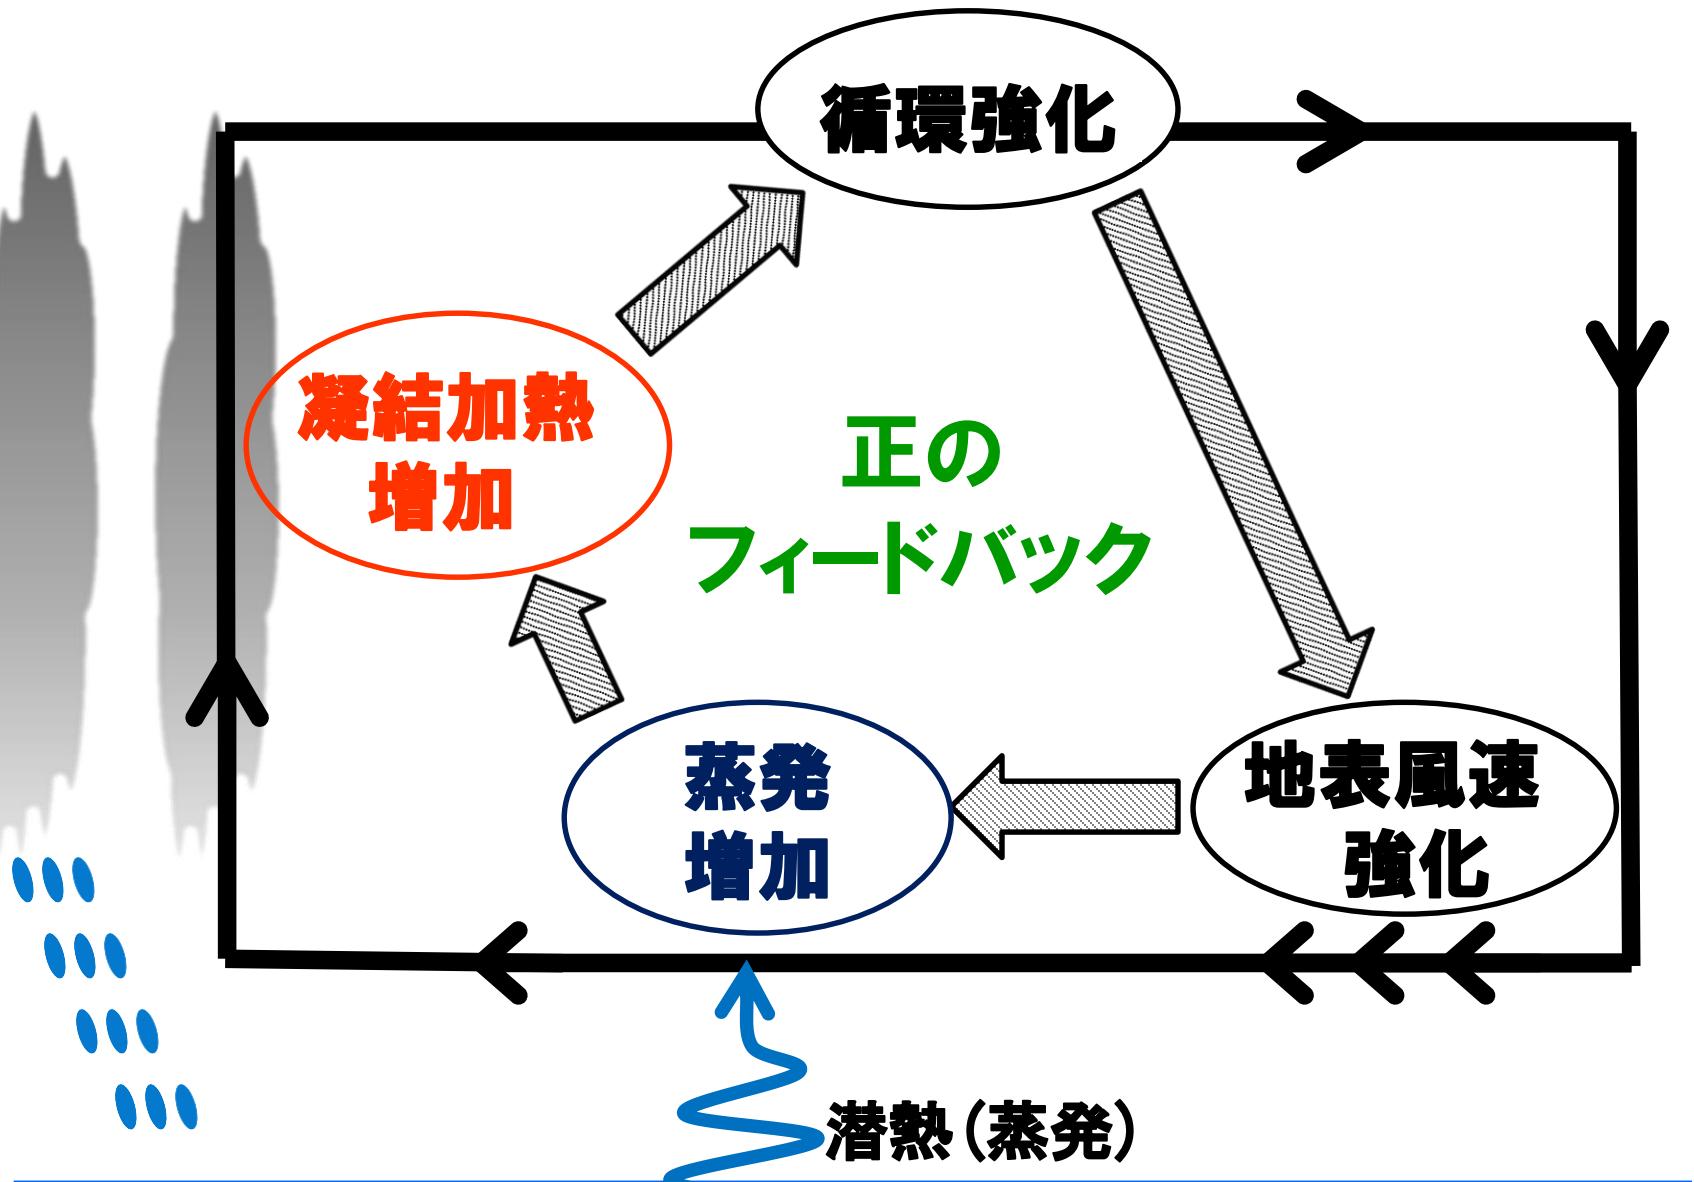 循環強化
凝結加熱
増加
正の
フィードバック
蒸発
増加
地表風速
強化
潜熱(蒸発)